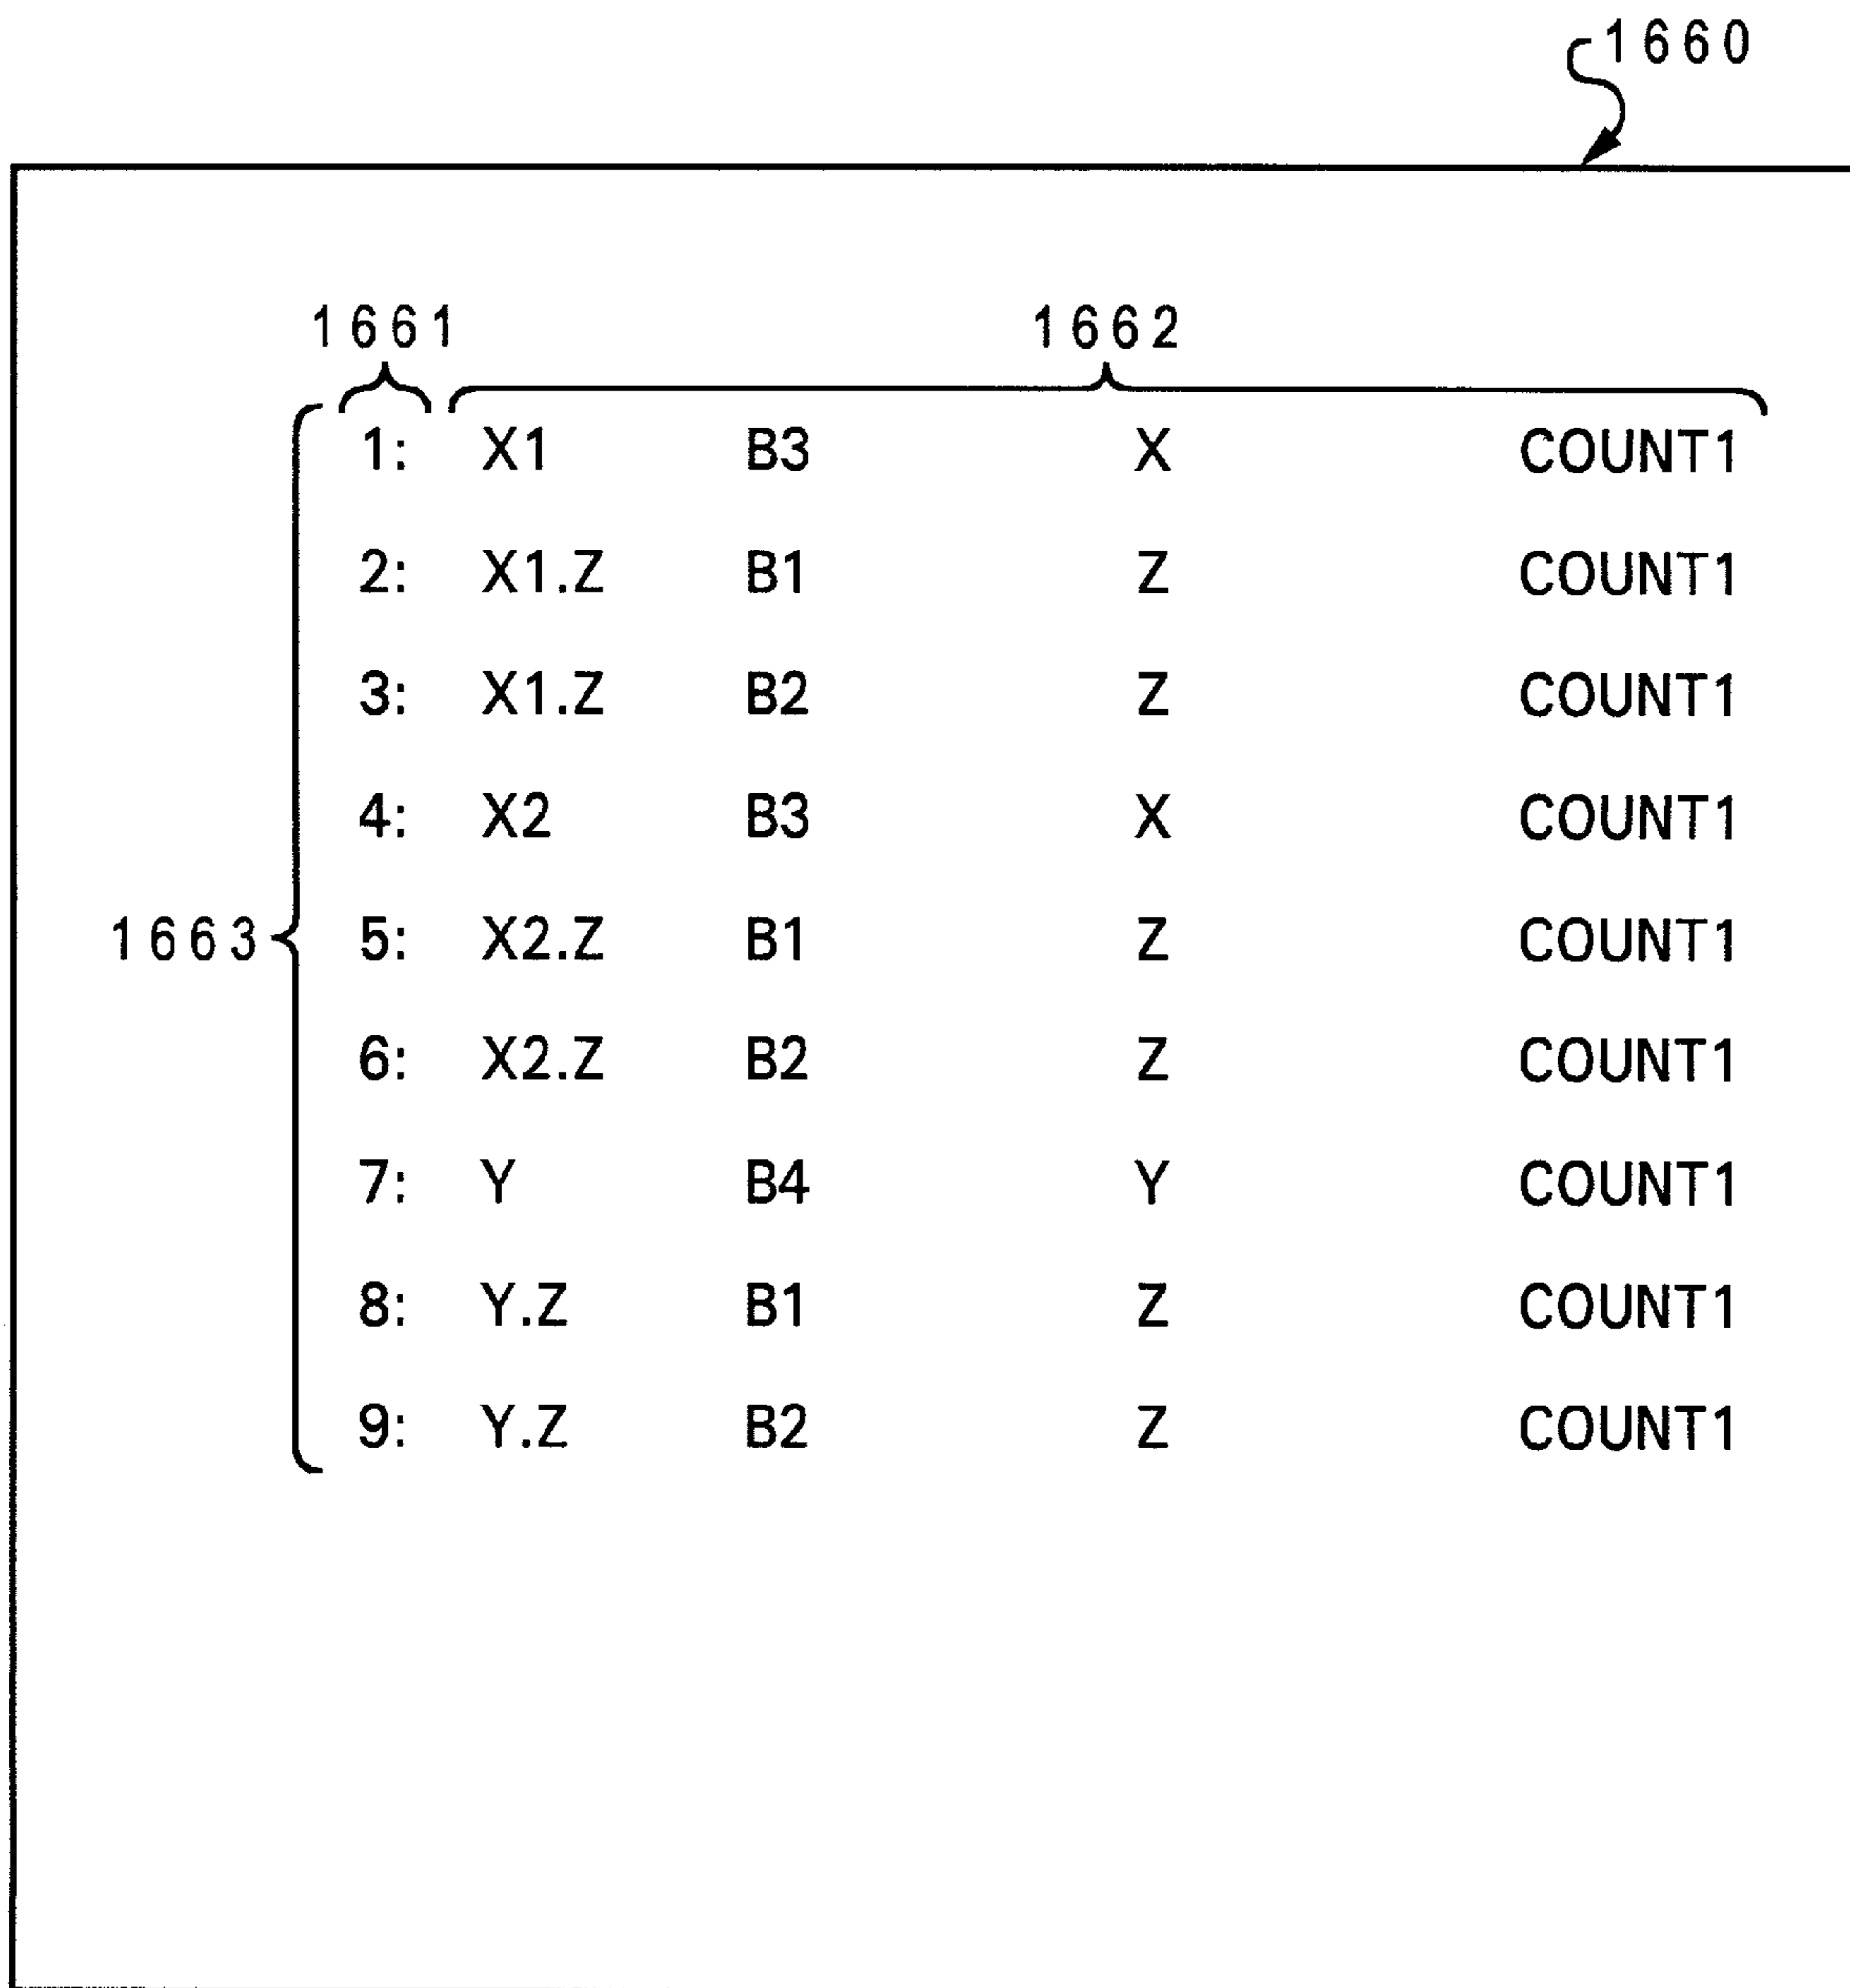 1660
1661 1662
1: X1 B3 X COUNT1
2: X1.Z B1 Z COUNT1
3: X1.Z B2 Z COUNT1
4: X2 B3 X COUNT1
1663 5: X2.Z B1 Z COUNT1
6: X2.Z B2 Z COUNT1
7: Y B4 Y COUNT1
8: Y.Z B1 Z COUNT1
9: Y.Z B2 Z COUNT1